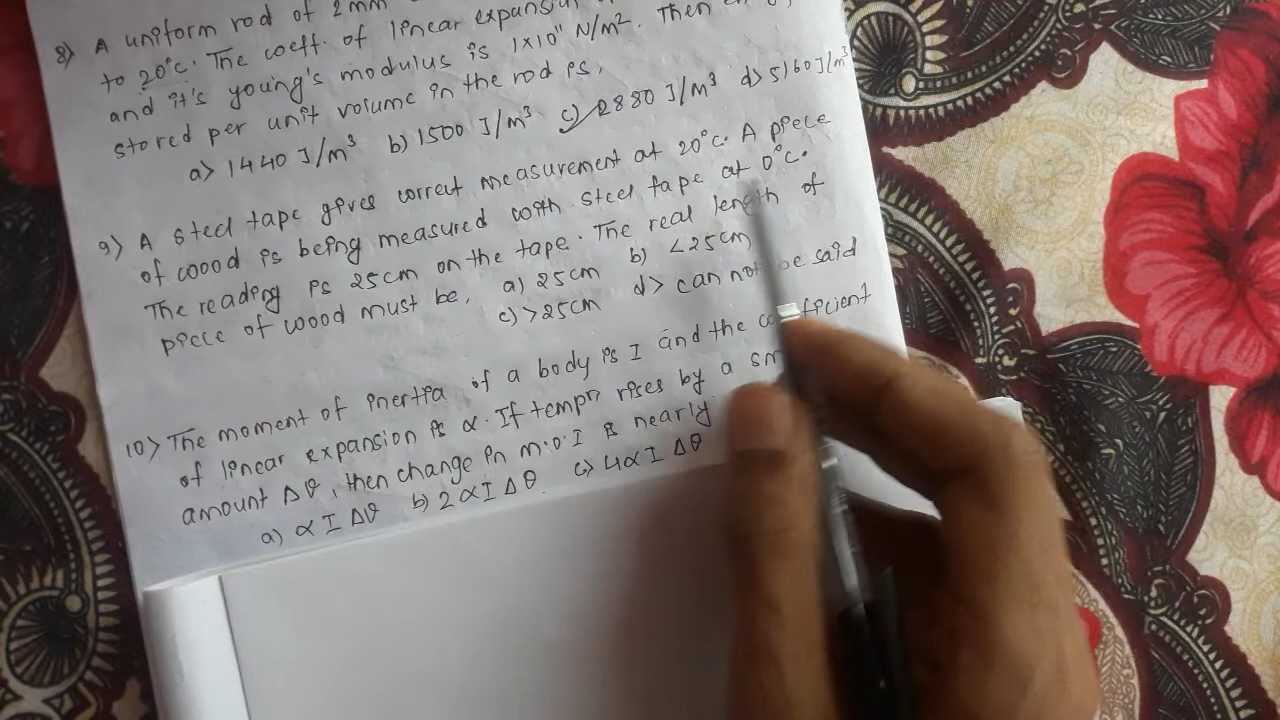 8) A uniform rod of 2mm
to 20°c. The coeff. of linear expansion
and it's young's modulus is 1×10¹¹ N/m². Then
stored per unit volume in the rod is,
a) 1440 J/m³ b) 1500 J/m³ c) 2880 J/m³ d) 5160 J/m³
9) A steel tape gives correct measurement at 20°c. A piece
of wood is being measured with steel tape at 0°c.
The reading is 25cm on the tape. The real length of
piece of wood must be, a) 25cm b) <25cm
c) >25cm d) can not be said
10) The moment of inertia of a body is I and the coefficient
of linear expansion is α. If tempn rises by a
amount Δθ, then change in m.o.I is nearly
a) αIΔθ b) 2αIΔθ c) 4αIΔθ